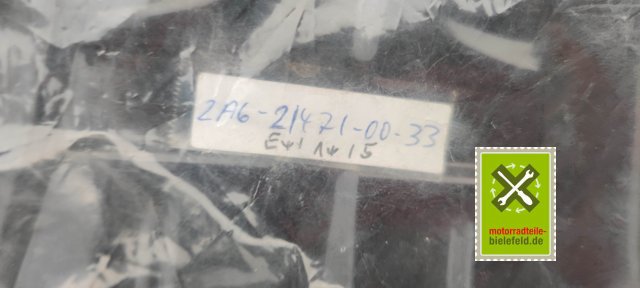 2A6-21471-00-33
motorradteile-
bielefeld.de